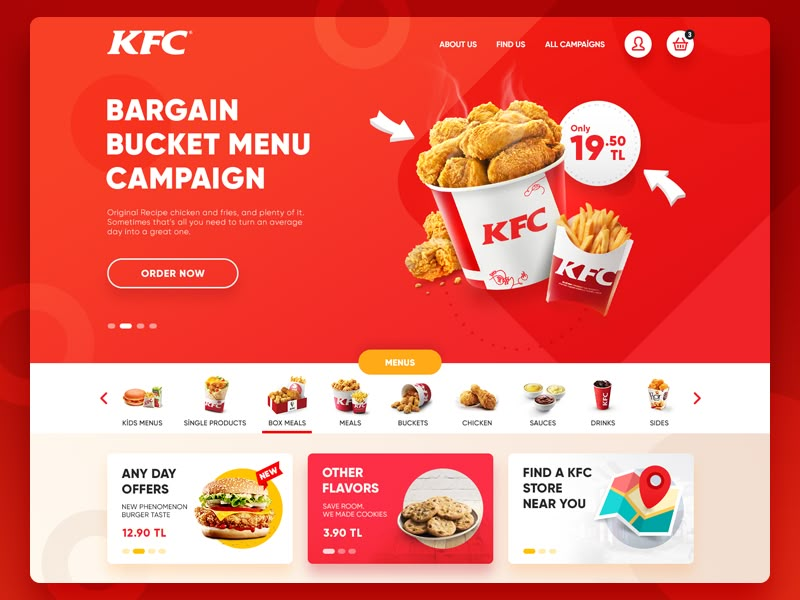 KFC
ABOUT US
FIND US
ALL CAMPAİGNS
3
BARGAIN
BUCKET MENU
CAMPAIGN
Original Recipe chicken and fries, and plenty of it.
Sometimes that's all you need to turn an average
day into a great one.
ORDER NOW
Only
19.50
TL
KFC
KFC
MENUS
KİDS MENUS
SİNGLE PRODUCTS
BOX MEALS
MEALS
BUCKETS
CHICKEN
SAUCES
DRINKS
SIDES
ANY DAY
OFFERS
NEW PHENOMENON
BURGER TASTE
12.90 TL
NEW
OTHER
FLAVORS
SAVE ROOM,
WE MADE COOKIES
3.90 TL
FIND A KFC
STORE
NEAR YOU